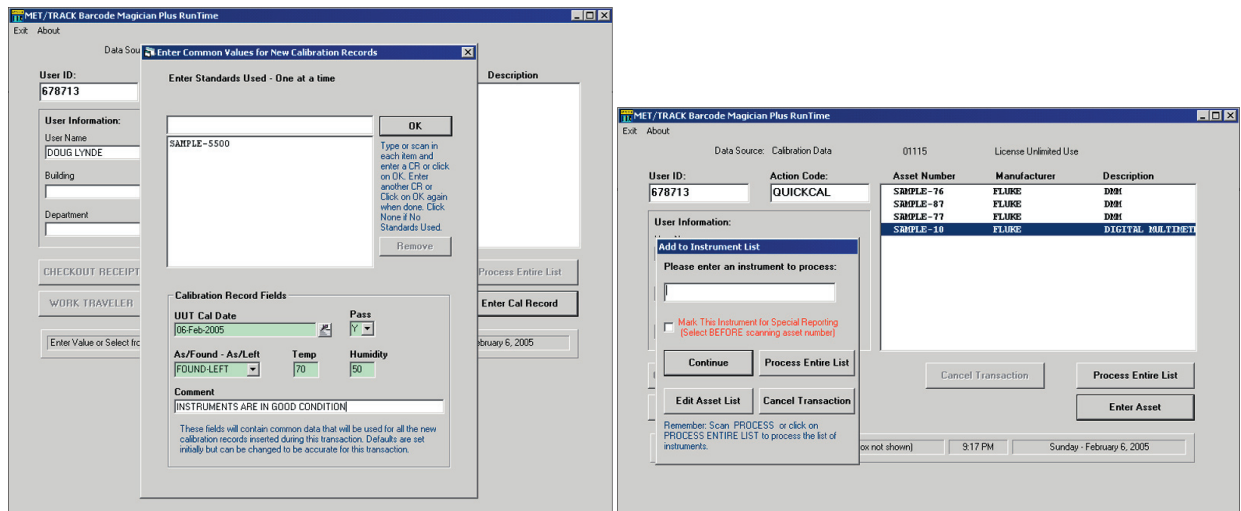 MET/TRACK Barcode Magician Plus RunTime
Exit About
Data Sou
User ID:
678713
User Information:
User Name
DOUG LYNDE
Building
Department
CHECKOUT RECEIPT
WORK TRAVELER
Enter Value or Select fro
Description
Process Entire List
Enter Cal Record
ebruary 6, 2005
Enter Common Values for New Calibration Records
Enter Standards Used - One at a time
OK
SAMPLE-5500
Type or scan in
each item and
enter a CR or click
on OK. Enter
another CR or
Click on OK again
when done. Click
None if No
Standards Used.
Remove
Calibration Record Fields
UUT Cal Date Pass
06-Feb-2005 Y
As/Found - As/Left Temp Humidity
FOUND-LEFT 70 50
Comment
INSTRUMENTS ARE IN GOOD CONDITION
These fields will contain common data that will be used for all the new
calibration records inserted during this transaction. Defaults are set
initially but can be changed to be accurate for this transaction.
MET/TRACK Barcode Magician Plus RunTime
Exit About
Data Source: Calibration Data 01115 License Unlimited Use
User ID: Action Code: Asset Number Manufacturer Description
678713 QUICKCAL
SAMPLE-76 FLUKE DMM
SAMPLE-87 FLUKE DMM
SAMPLE-77 FLUKE DMM
SAMPLE-10 FLUKE DIGITAL MULTIMET
User Information:
Add to Instrument List
Please enter an instrument to process:
Mark This Instrument for Special Reporting
(Select BEFORE scanning asset number)
Continue Process Entire List
Edit Asset List Cancel Transaction
Remember: Scan PROCESS or click on
PROCESS ENTIRE LIST to process the list of
instruments.
Cancel Transaction Process Entire List
Enter Asset
ox not shown) 9:17 PM Sunday - February 6, 2005